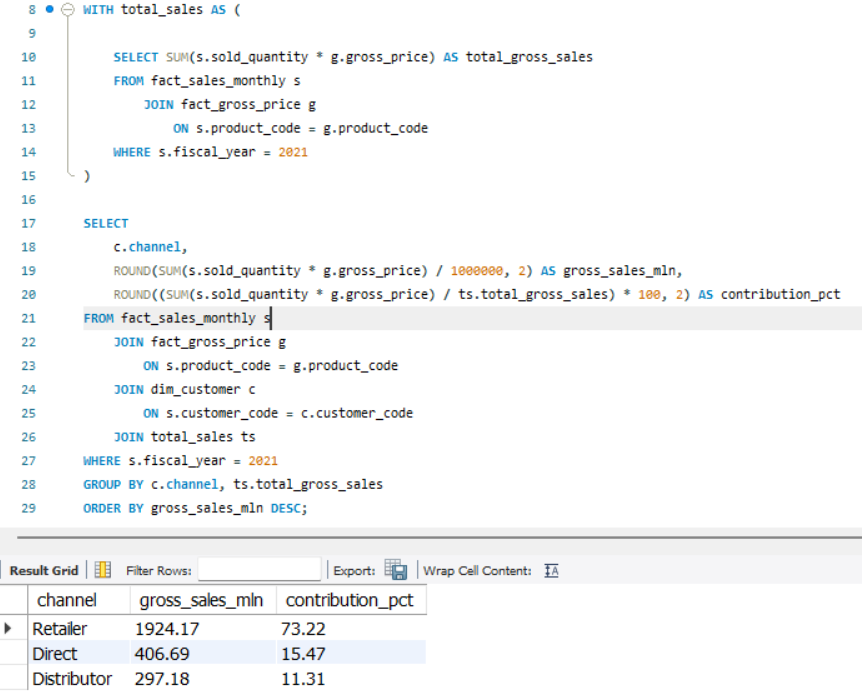 8 WITH total_sales AS (
9
10 SELECT SUM(s.sold_quantity * g.gross_price) AS total_gross_sales
11 FROM fact_sales_monthly s
12 JOIN fact_gross_price g
13 ON s.product_code = g.product_code
14 WHERE s.fiscal_year = 2021
15 )
16
17 SELECT
18 c.channel,
19 ROUND(SUM(s.sold_quantity * g.gross_price) / 1000000, 2) AS gross_sales_mln,
20 ROUND((SUM(s.sold_quantity * g.gross_price) / ts.total_gross_sales) * 100, 2) AS contribution_pct
21 FROM fact_sales_monthly s
22 JOIN fact_gross_price g
23 ON s.product_code = g.product_code
24 JOIN dim_customer c
25 ON s.customer_code = c.customer_code
26 JOIN total_sales ts
27 WHERE s.fiscal_year = 2021
28 GROUP BY c.channel, ts.total_gross_sales
29 ORDER BY gross_sales_mln DESC;
Result Grid Filter Rows: Export: Wrap Cell Content: IA
channel gross_sales_mln contribution_pct
Retailer 1924.17 73.22
Direct 406.69 15.47
Distributor 297.18 11.31